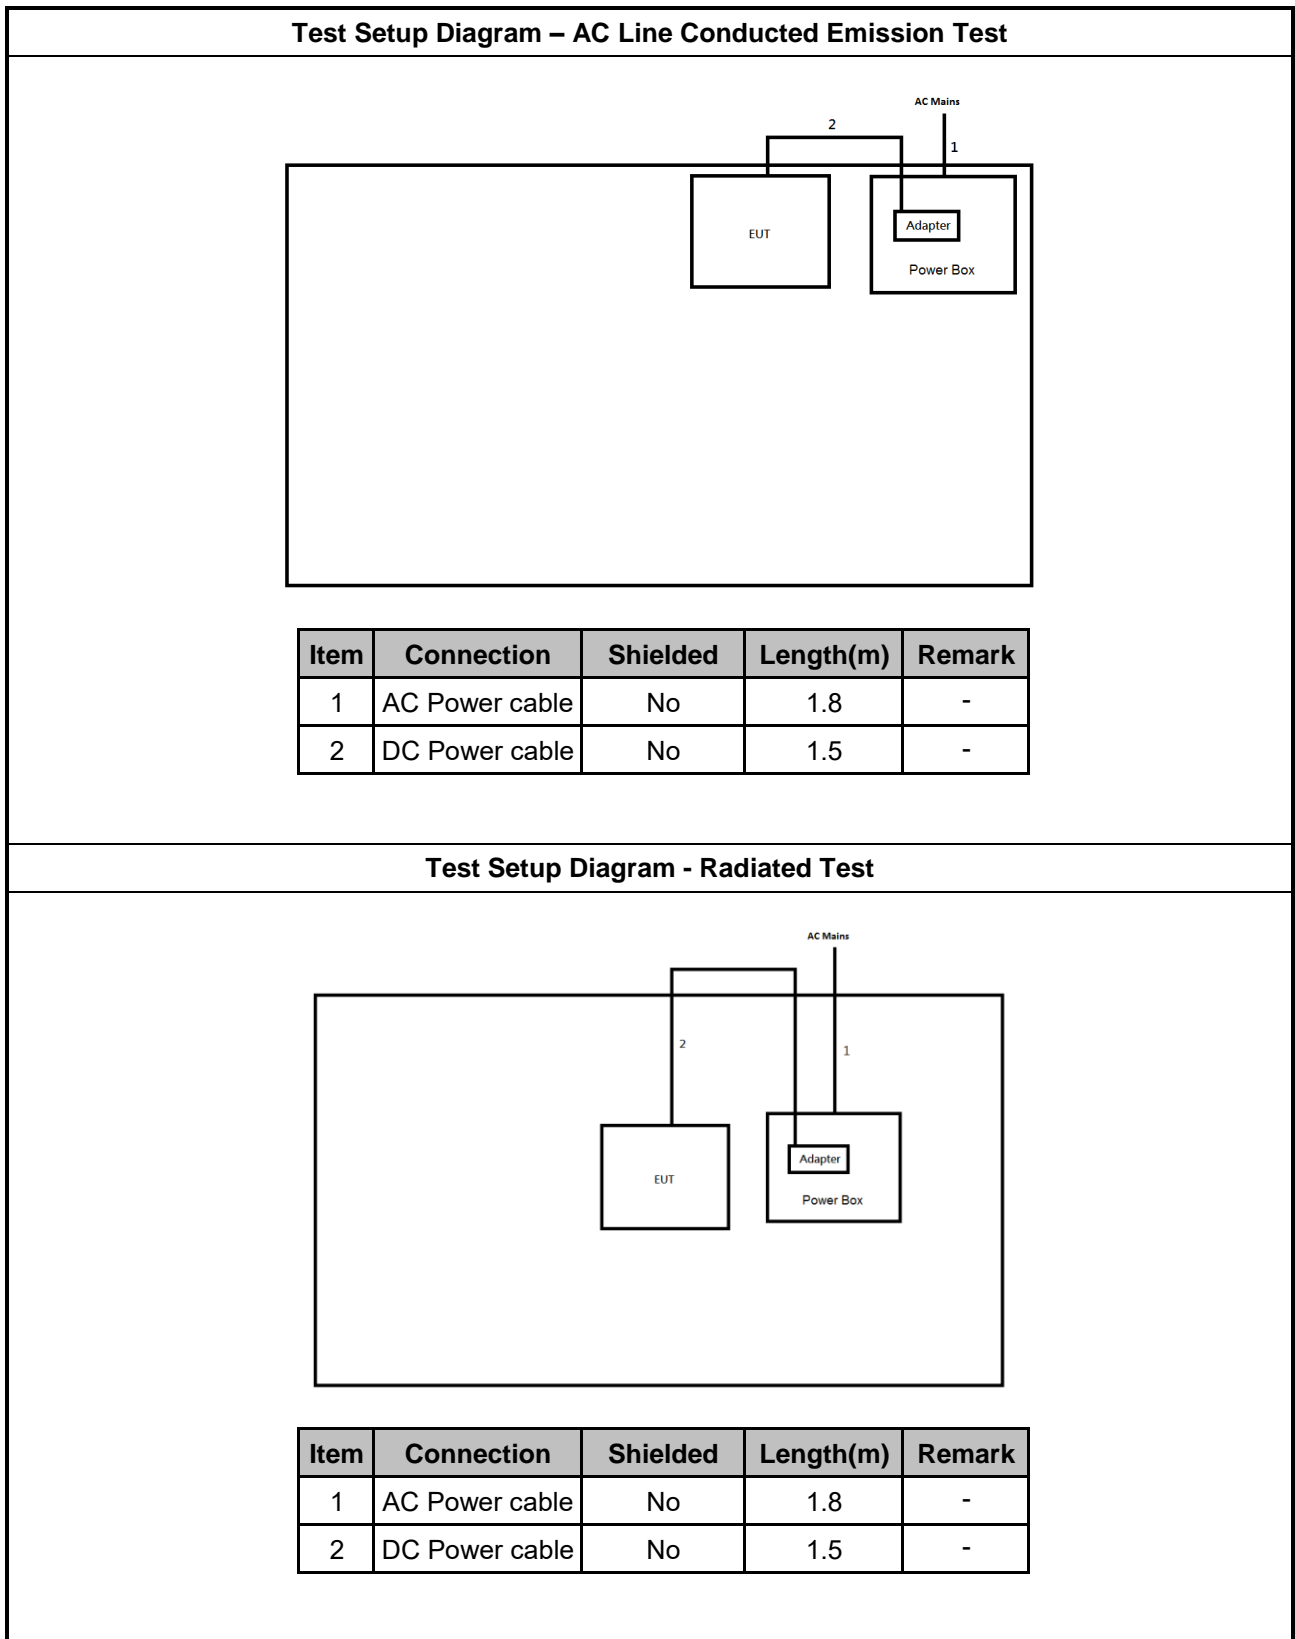 Test Setup Diagram – AC Line Conducted Emission Test
AC Mains
2
1
EUT
Adapter
Power Box
Item Connection Shielded Length(m) Remark
1 AC Power cable No 1.8 -
2 DC Power cable No 1.5 -
Test Setup Diagram - Radiated Test
AC Mains
2
1
Adapter
EUT
Power Box
Item Connection Shielded Length(m) Remark
1 AC Power cable No 1.8 -
2 DC Power cable No 1.5 -